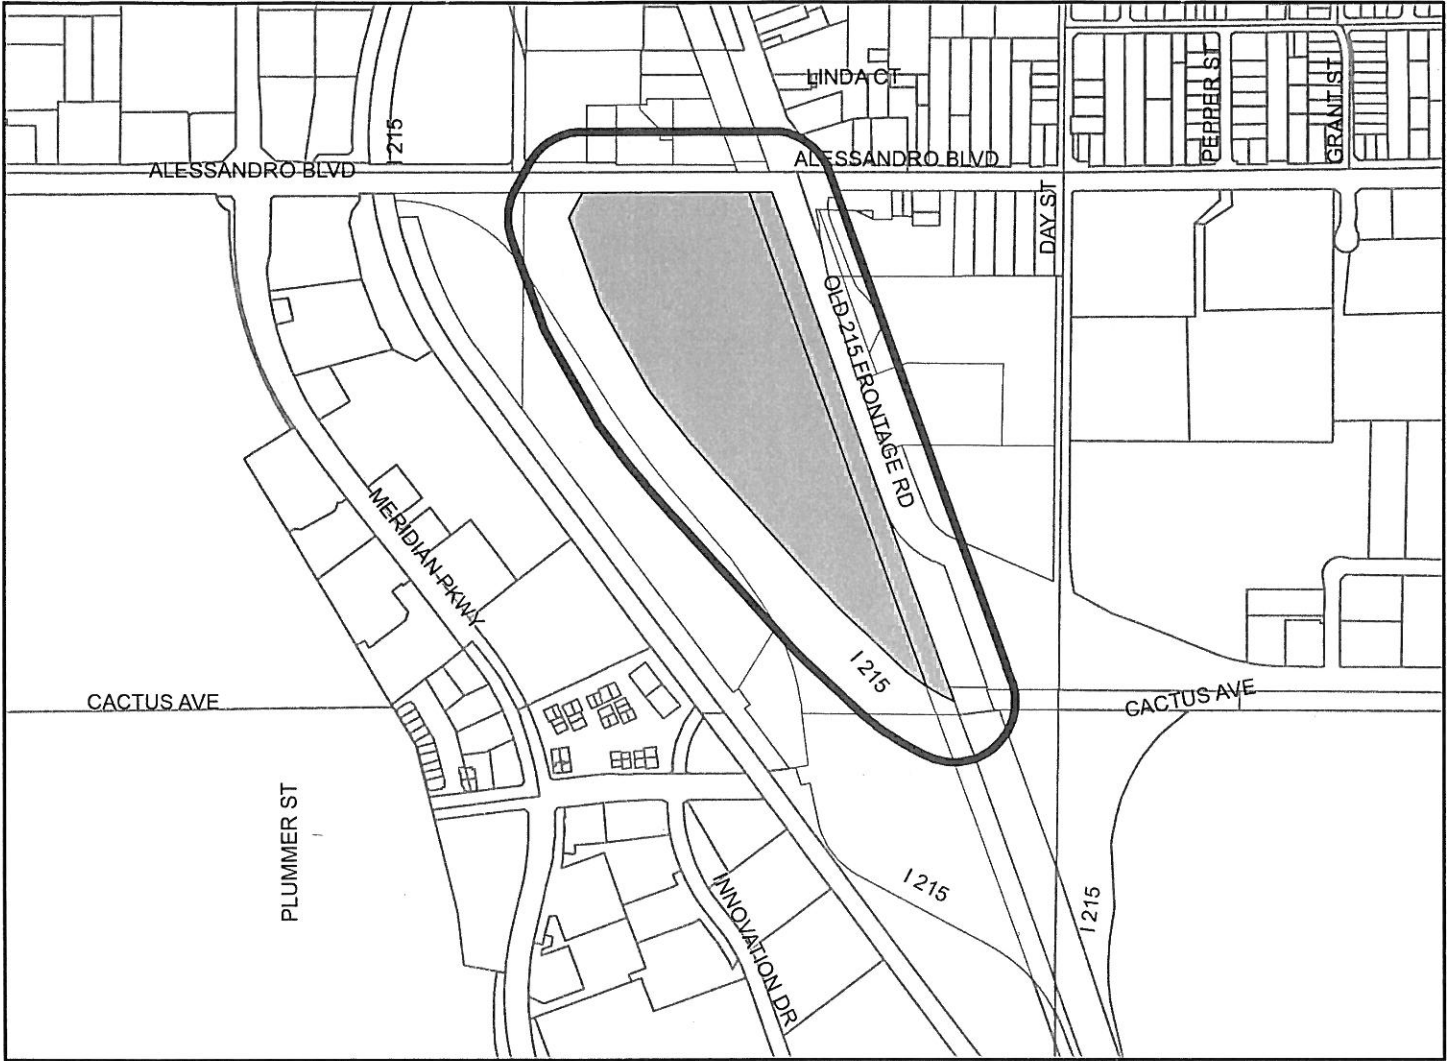 LINDA CT
PEPPER ST
GRANT ST
I 215
ALESSANDRO BLVD
ALESSANDRO BLVD
DAY ST
OLD 215 FRONTAGE RD
MERIDIAN PKWY
I 215
CACTUS AVE
CACTUS AVE
PLUMMER ST
INNOVATION DR
I 215
I 215